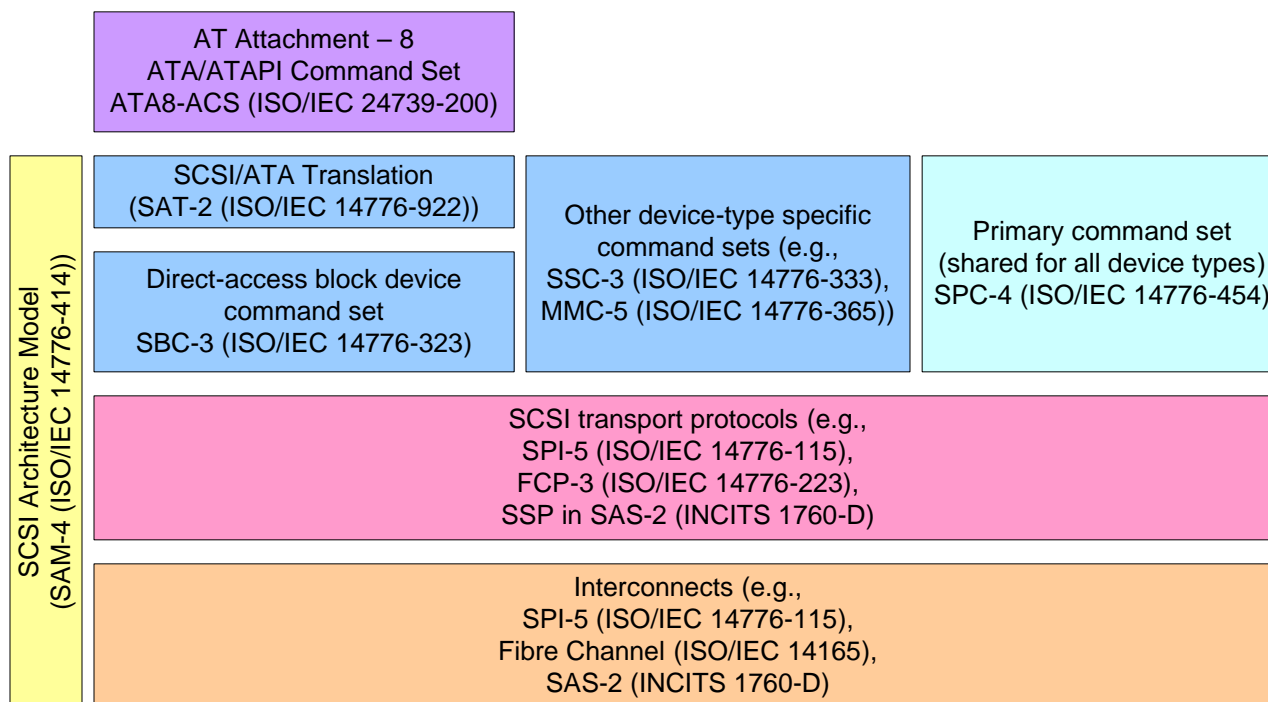 AT Attachment – 8
ATA/ATAPI Command Set
ATA8-ACS (ISO/IEC 24739-200)
SCSI Architecture Model
(SAM-4 (ISO/IEC 14776-414))
SCSI/ATA Translation
(SAT-2 (ISO/IEC 14776-922))
Direct-access block device
command set
SBC-3 (ISO/IEC 14776-323)
Other device-type specific
command sets (e.g.,
SSC-3 (ISO/IEC 14776-333),
MMC-5 (ISO/IEC 14776-365))
Primary command set
(shared for all device types)
SPC-4 (ISO/IEC 14776-454)
SCSI transport protocols (e.g.,
SPI-5 (ISO/IEC 14776-115),
FCP-3 (ISO/IEC 14776-223),
SSP in SAS-2 (INCITS 1760-D)
Interconnects (e.g.,
SPI-5 (ISO/IEC 14776-115),
Fibre Channel (ISO/IEC 14165),
SAS-2 (INCITS 1760-D)